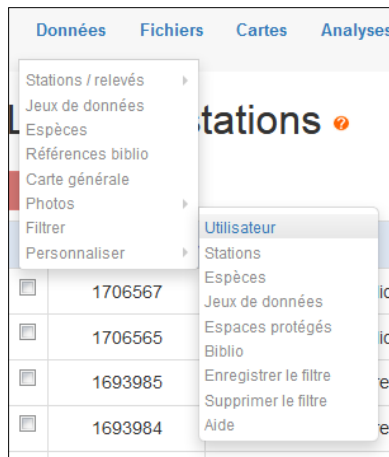 Données Fichiers Cartes Analyses
Stations / relevés
Jeux de données
Espèces
Références biblio
Carte générale
Photos
Filtrer
Personnaliser
L
tations
Utilisateur
Stations
Espèces
Jeux de données
Espaces protégés
Biblio
Enregistrer le filtre
Supprimer le filtre
Aide
1706567
1706565
1693985
1693984